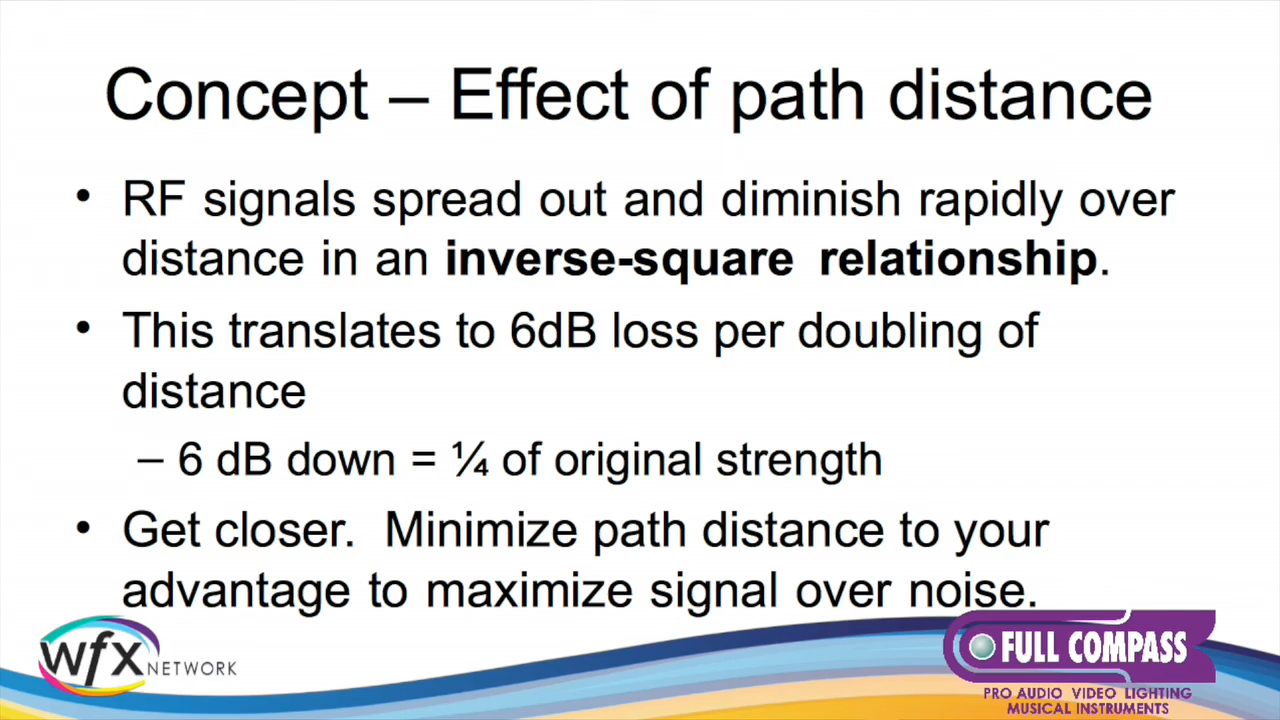 Concept – Effect of path distance
• RF signals spread out and diminish rapidly over
distance in an inverse-square relationship.
• This translates to 6dB loss per doubling of
distance
– 6 dB down = ¼ of original strength
• Get closer. Minimize path distance to your
advantage to maximize signal over noise.
wfx NETWORK
FULL COMPASS
PRO AUDIO VIDEO LIGHTING
MUSICAL INSTRUMENTS